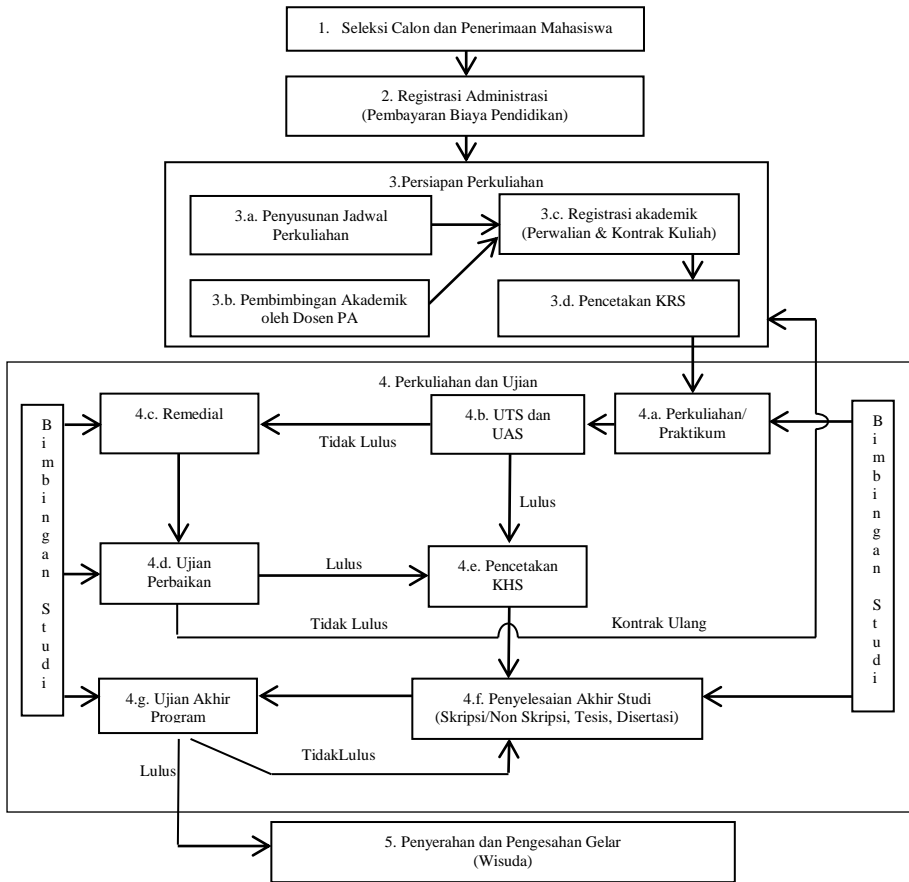 1. Seleksi Calon dan Penerimaan Mahasiswa
2. Registrasi Administrasi
(Pembayaran Biaya Pendidikan)
3.Persiapan Perkuliahan
3.a. Penyusunan Jadwal
Perkuliahan
3.c. Registrasi akademik
(Perwalian & Kontrak Kuliah)
3.b. Pembimbingan Akademik
oleh Dosen PA
3.d. Pencetakan KRS
4. Perkuliahan dan Ujian
Bimbingan Studi
4.c. Remedial
Tidak Lulus
4.b. UTS dan
UAS
4.a. Perkuliahan/
Praktikum
Bimbingan Studi
Lulus
4.d. Ujian
Perbaikan
Lulus
4.e. Pencetakan
KHS
Tidak Lulus
Kontrak Ulang
4.g. Ujian Akhir
Program
4.f. Penyelesaian Akhir Studi
(Skripsi/Non Skripsi, Tesis, Disertasi)
Lulus
TidakLulus
5. Penyerahan dan Pengesahan Gelar
(Wisuda)